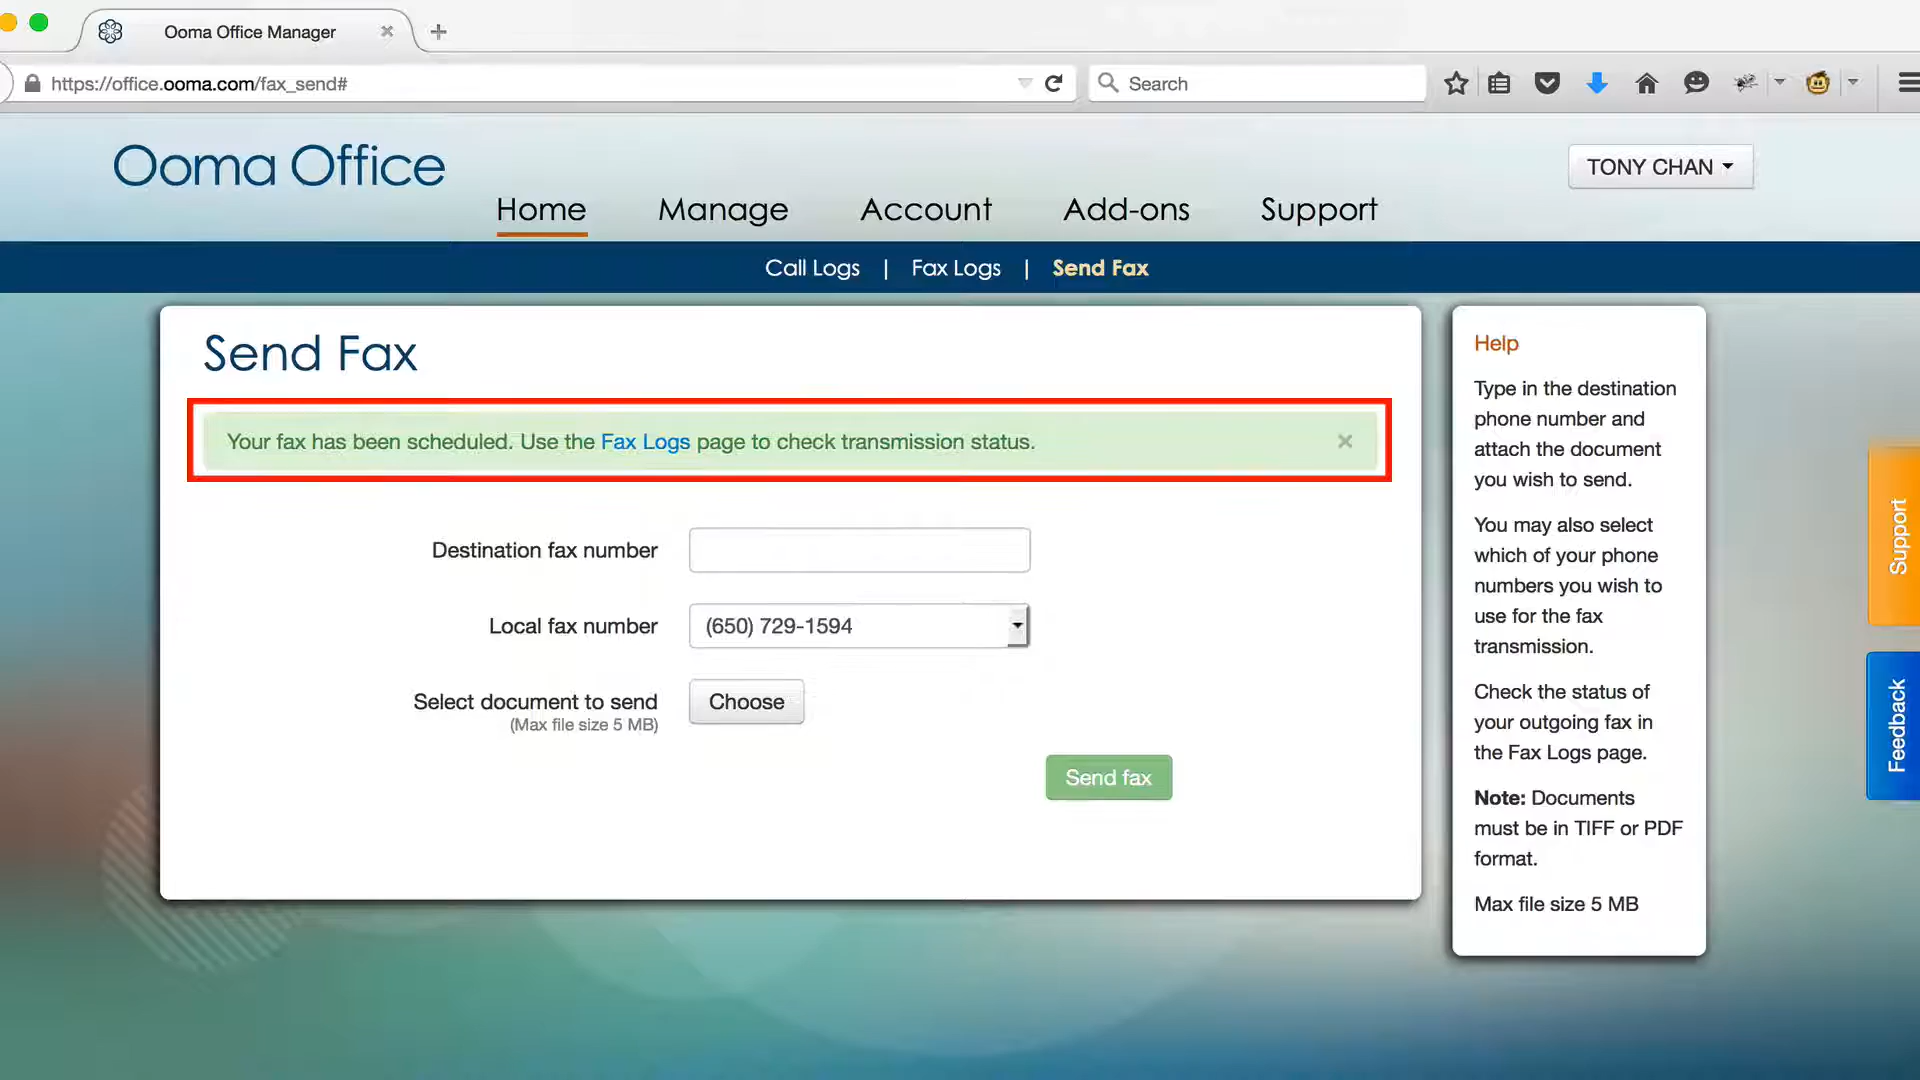 Ooma Office Manager
https://office.ooma.com/fax_send#
Search
Ooma Office
TONY CHAN
Home
Manage
Account
Add-ons
Support
Call Logs | Fax Logs | Send Fax
Send Fax
Your fax has been scheduled. Use the Fax Logs page to check transmission status.
Destination fax number
Local fax number
(650) 729-1594
Select document to send
(Max file size 5 MB)
Choose
Send fax
Help
Type in the destination
phone number and
attach the document
you wish to send.
You may also select
which of your phone
numbers you wish to
use for the fax
transmission.
Check the status of
your outgoing fax in
the Fax Logs page.
Note: Documents
must be in TIFF or PDF
format.
Max file size 5 MB
Support
Feedback